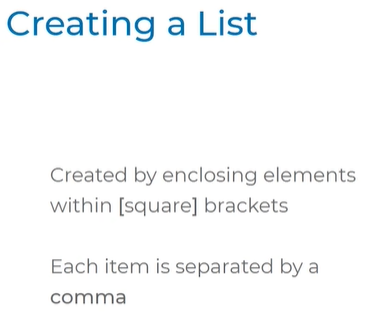 Creating a List
Created by enclosing elements
within [square] brackets
Each item is separated by a
comma